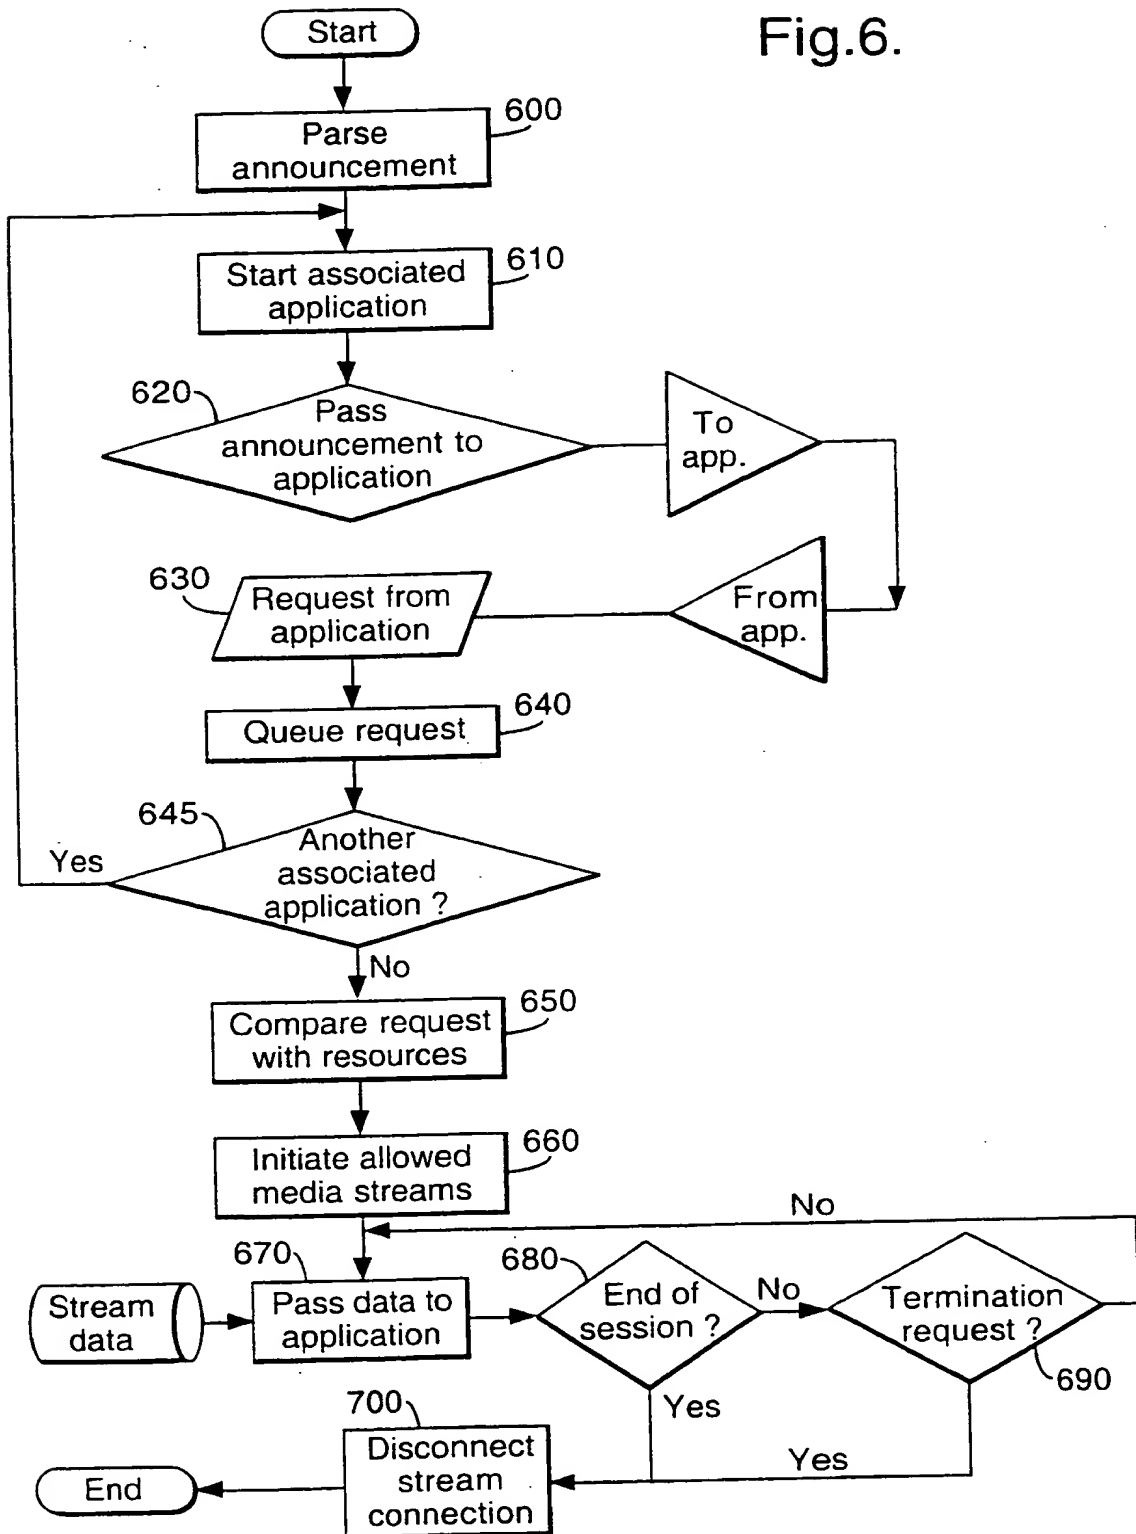 Fig.6.
Start
600
Parse
announcement
610
Start associated
application
620
Pass
announcement to
application
To
app.
From
app.
630
Request from
application
640
Queue request
645
Another
associated
application ?
Yes
No
650
Compare request
with resources
660
Initiate allowed
media streams
No
670
680
Stream
data
Pass data to
application
End of
session ?
No
Termination
request ?
690
Yes
Yes
700
Disconnect
stream
connection
End